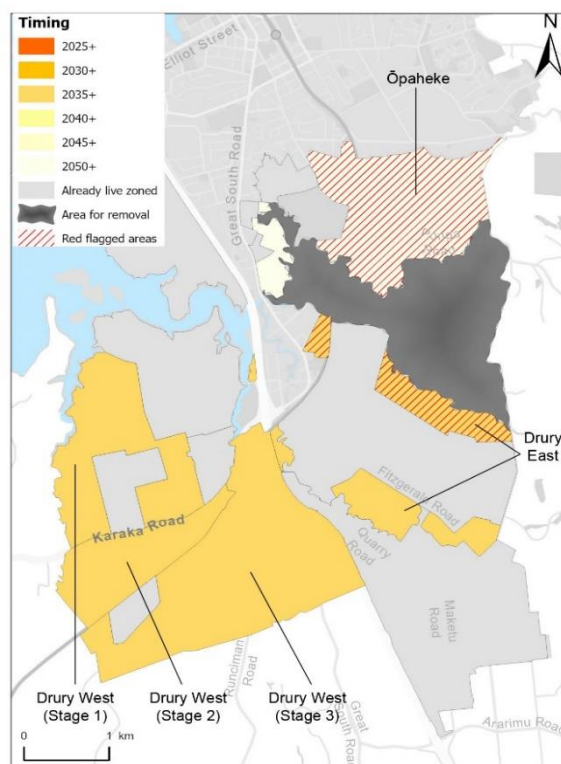 Timing
2025+
2030+
2035+
2040+
2045+
2050+
Already live zoned
Area for removal
Red flagged areas
Elliot Street
N
Great South Road
Ōpaheke
Drury
East
Fitzgerald Road
Quarry
Road
Karaka Road
Maketu
Road
Runciman
Road
Great
South Road
Ararimu Road
Drury West
(Stage 1)
Drury West
(Stage 2)
Drury West
(Stage 3)
0
1 km